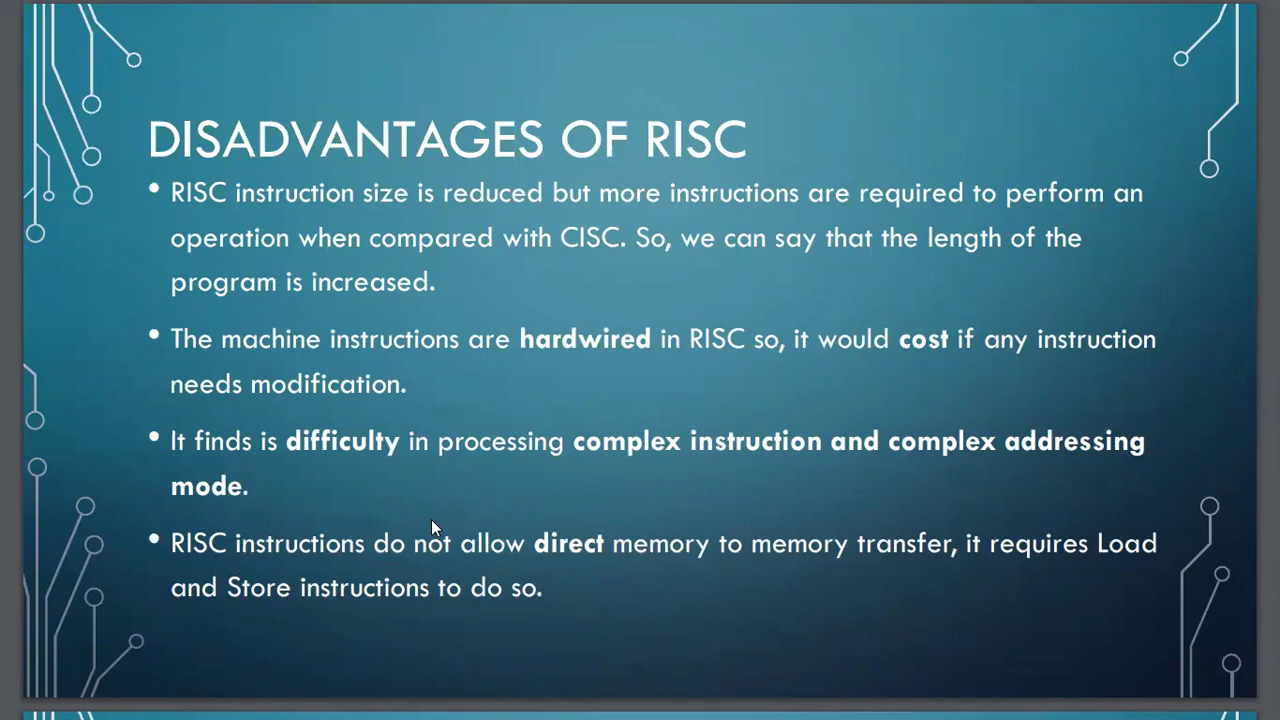 DISADVANTAGES OF RISC
• RISC instruction size is reduced but more instructions are required to perform an
operation when compared with CISC. So, we can say that the length of the
program is increased.
• The machine instructions are hardwired in RISC so, it would cost if any instruction
needs modification.
• It finds is difficulty in processing complex instruction and complex addressing
mode.
• RISC instructions do not allow direct memory to memory transfer, it requires Load
and Store instructions to do so.